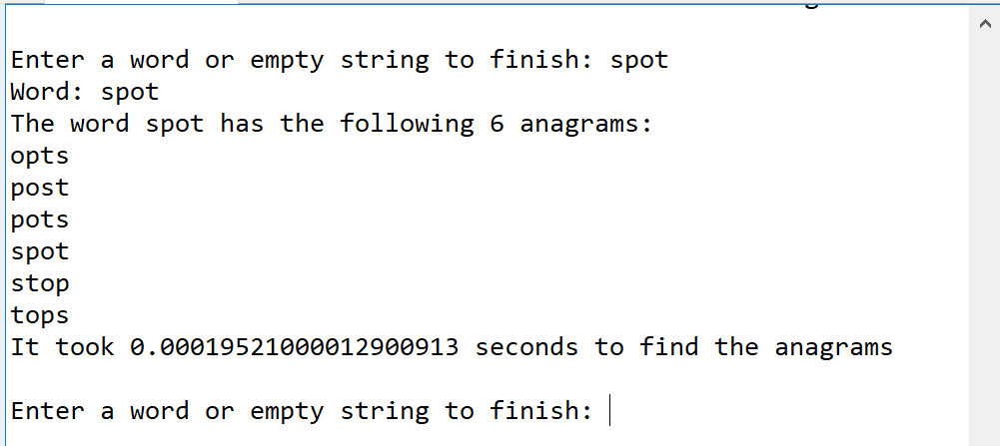 Enter a word or empty string to finish: spot
Word: spot
The word spot has the following 6 anagrams:
opts
post
pots
spot
stop
tops
It took 0.00019521000012900913 seconds to find the anagrams
Enter a word or empty string to finish: